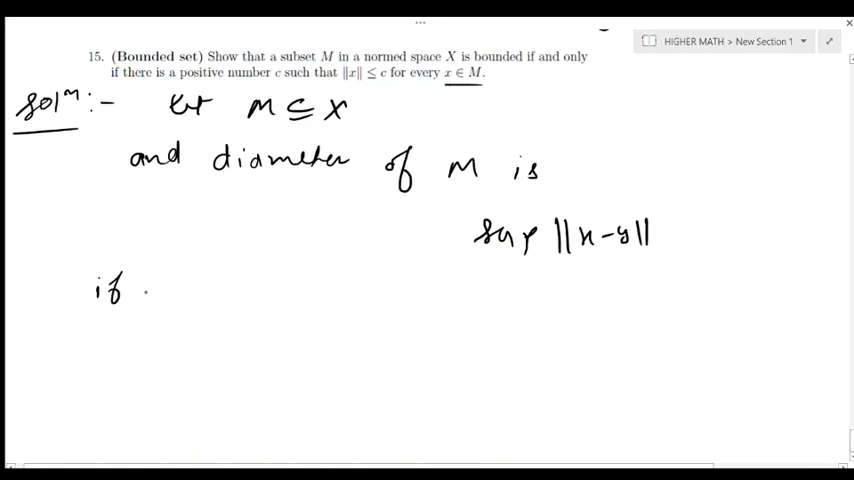 HIGHER MATH > New Section 1
15. (Bounded set) Show that a subset M in a normed space X is bounded if and only
if there is a positive number c such that ||x|| ≤ c for every x ∈ M.
Solⁿ:- let M ⊆ X
and diameter of M is
sup ||x-y||
if